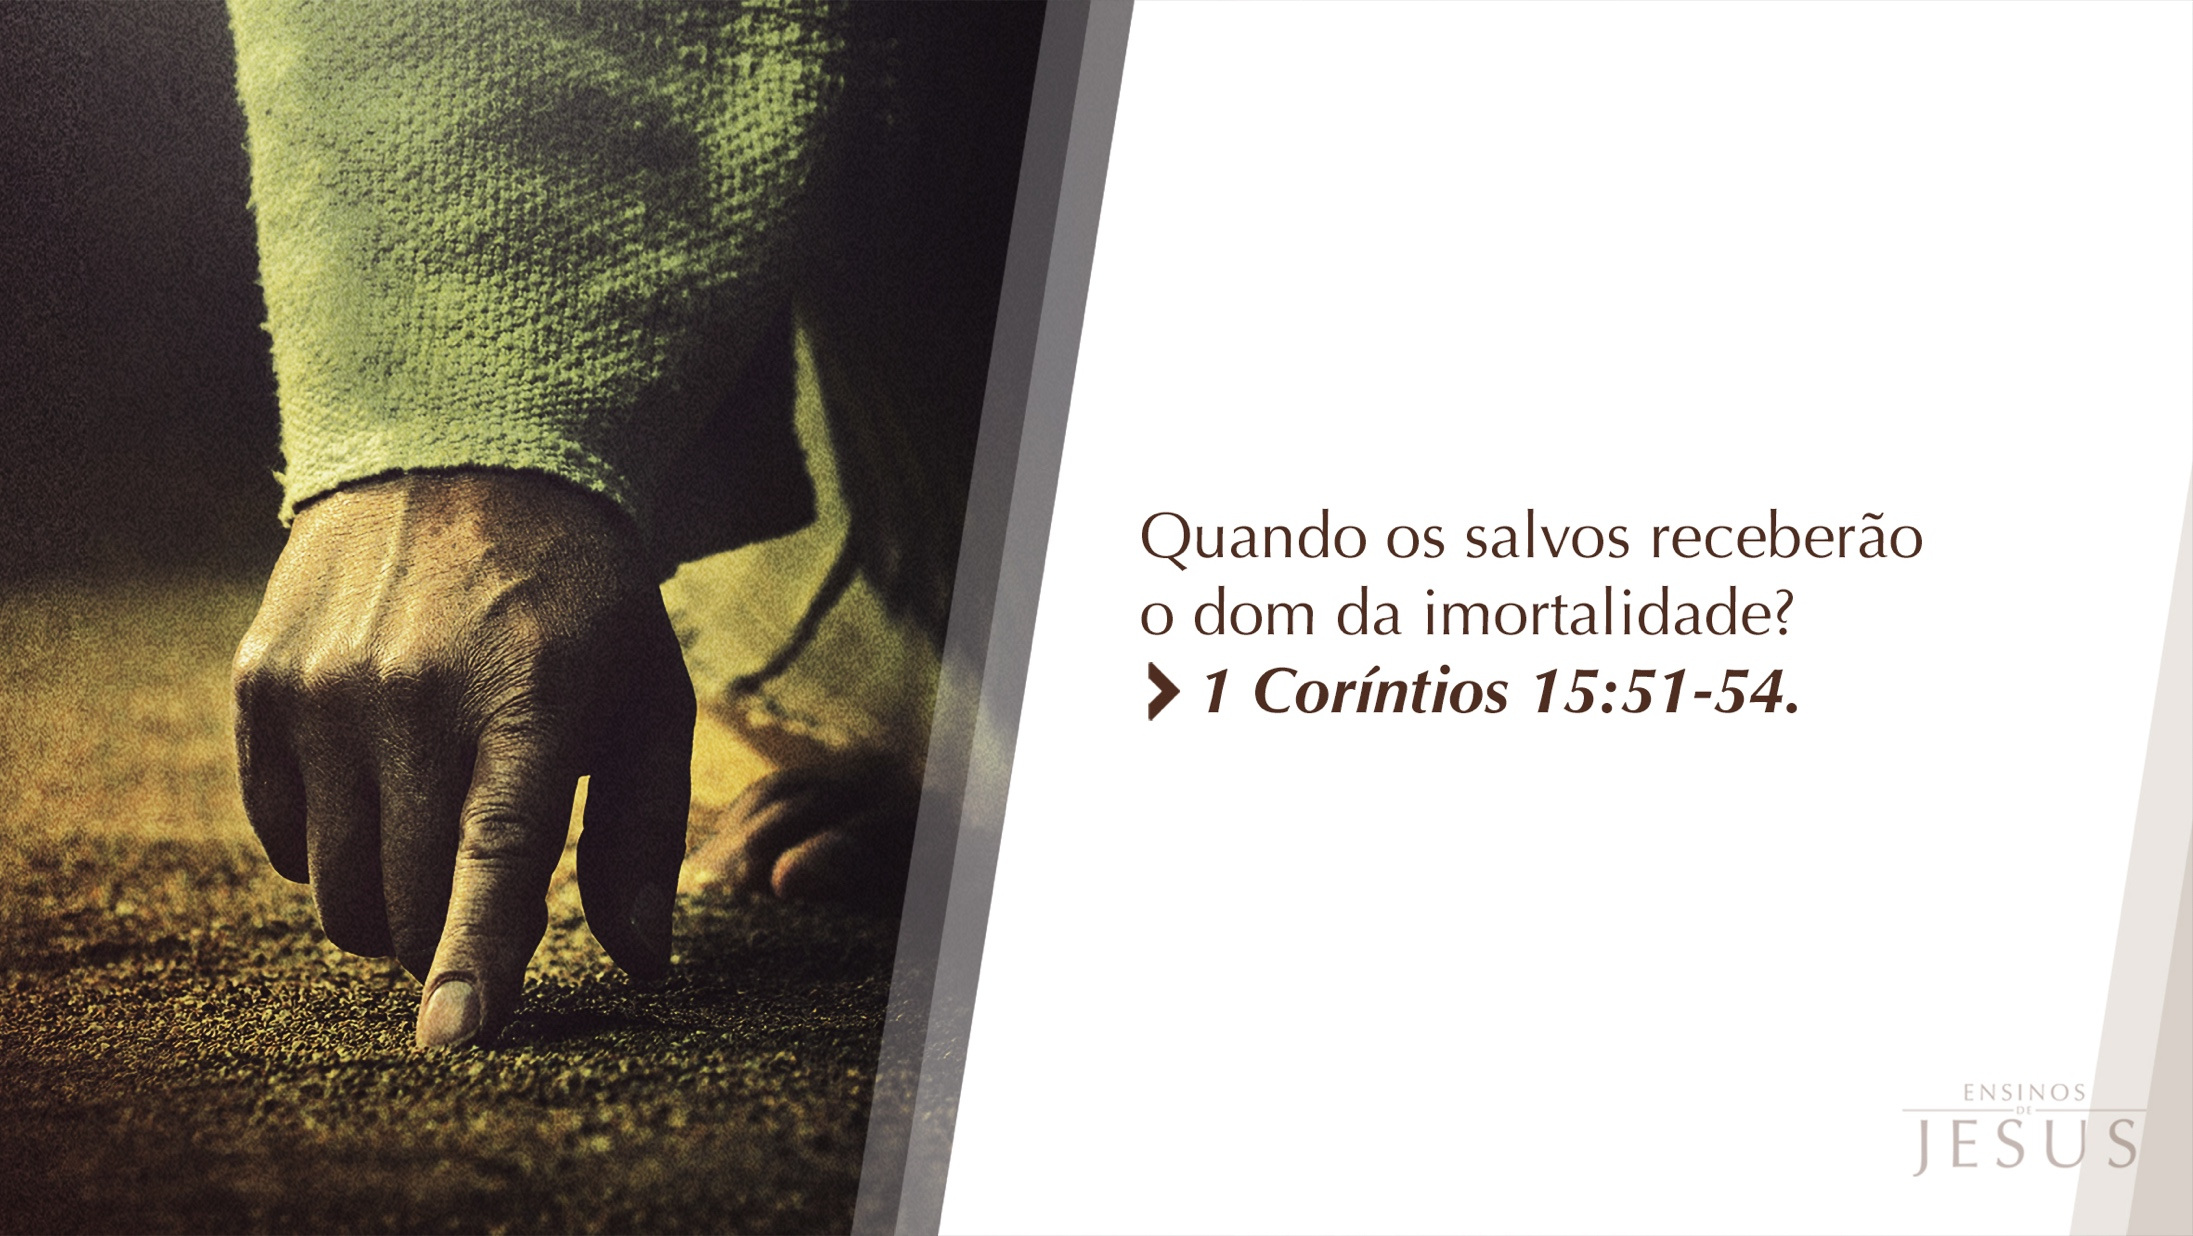 Quando os salvos receberão
o dom da imortalidade?
1 Coríntios 15:51-54.
ENSINOS
DE
JESUS